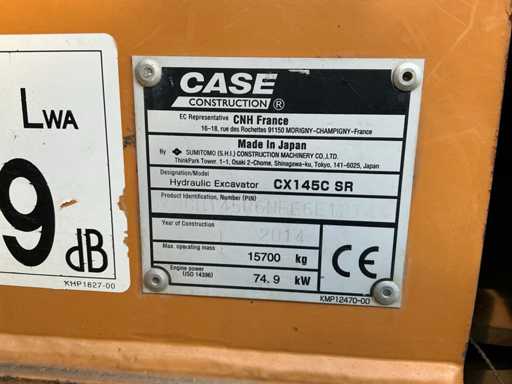 LWA
9 dB
KHP1827-00
CASE
CONSTRUCTION ®
EC Representative CNH France
16-18, rue des Rochettes 91150 MORIGNY-CHAMPIGNY-France
Made in Japan
By SUMITOMO (S.H.I.) CONSTRUCTION MACHINERY CO.,LTD.
ThinkPark Tower. 1-1, Osaki 2-Chome, Shinagawa-ku, Tokyo, 141-6025, Japan
Designation/Model
Hydraulic Excavator CX145C SR
Product Identification, Number (PIN)
Year of Construction
2014
Max. operating mass 15700 kg
Engine power
(ISO 14396) 74.9 kW
CE
KMP12470-00